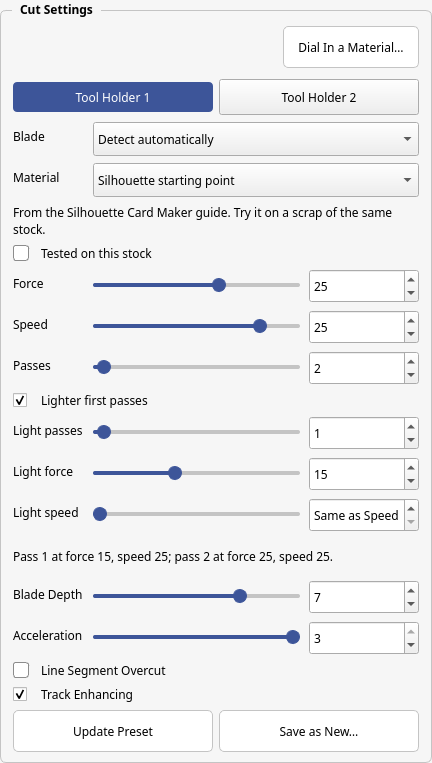 Cut Settings
Dial In a Material...
Tool Holder 1
Tool Holder 2
Blade
Detect automatically
Material
Silhouette starting point
From the Silhouette Card Maker guide. Try it on a scrap of the same
stock.
Tested on this stock
Force
25
Speed
25
Passes
2
Lighter first passes
Light passes
1
Light force
15
Light speed
Same as Speed
Pass 1 at force 15, speed 25; pass 2 at force 25, speed 25.
Blade Depth
7
Acceleration
3
Line Segment Overcut
Track Enhancing
Update Preset
Save as New...